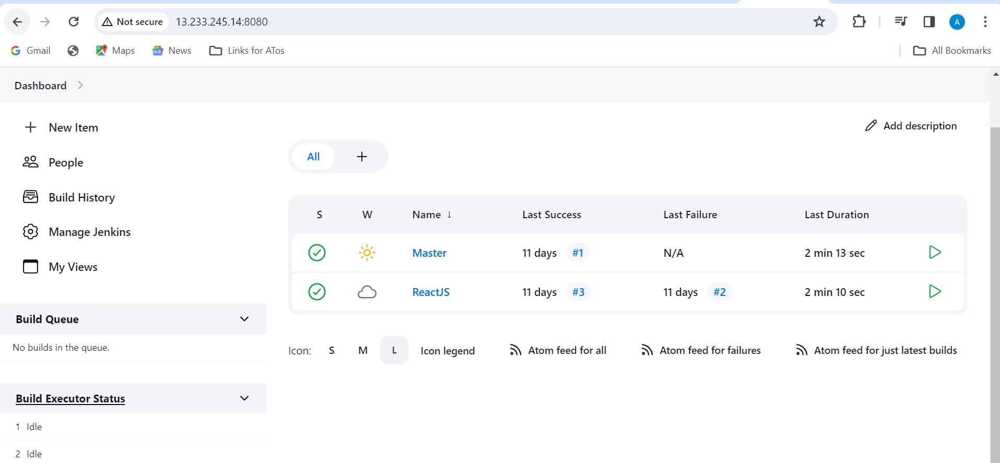 Not secure 13.233.245.14:8080 A
Gmail Maps News Links for ATos All Bookmarks
Dashboard
New Item
People
Build History
Manage Jenkins
My Views
Build Queue
No builds in the queue.
Build Executor Status
1 Idle
2 Idle
Add description
All +
S W Name ↓ Last Success Last Failure Last Duration
Master 11 days #1 N/A 2 min 13 sec
ReactJS 11 days #3 11 days #2 2 min 10 sec
Icon: S M L Icon legend Atom feed for all Atom feed for failures Atom feed for just latest builds